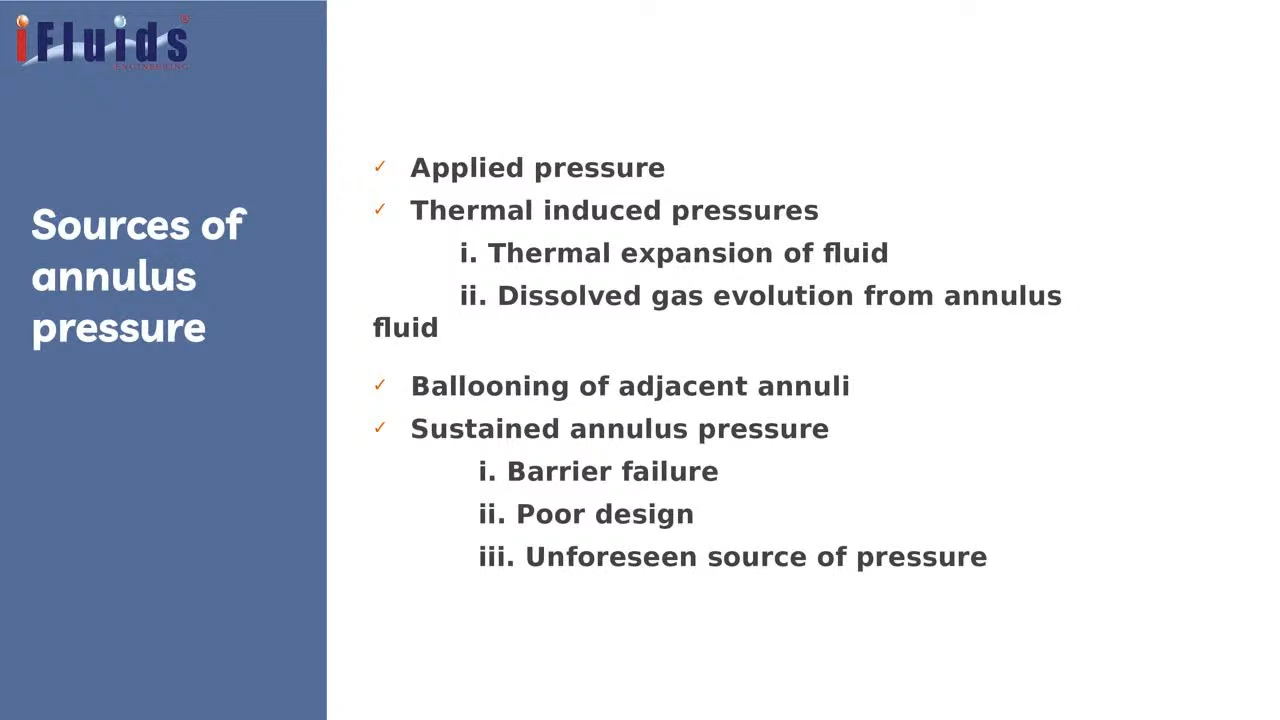 iFluids®
ENGINEERING
Sources of
annulus
pressure
✓ Applied pressure
✓ Thermal induced pressures
i. Thermal expansion of fluid
ii. Dissolved gas evolution from annulus
fluid
✓ Ballooning of adjacent annuli
✓ Sustained annulus pressure
i. Barrier failure
ii. Poor design
iii. Unforeseen source of pressure